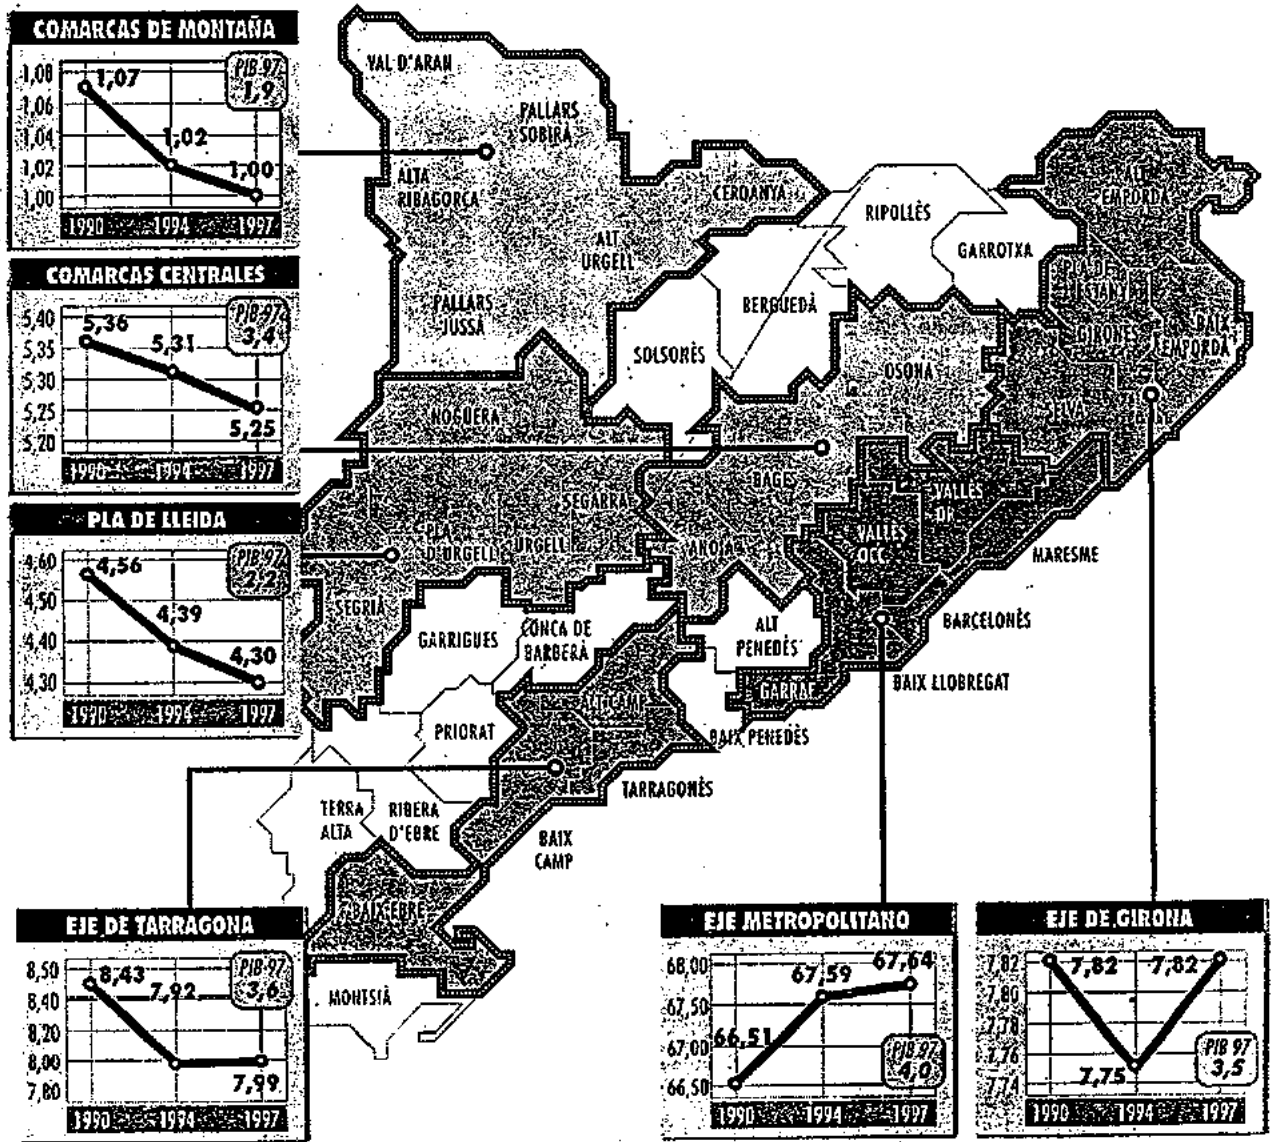 COMARCAS DE MONTAÑA
PIB-97
1,9
1,08
1,06
1,04
1,02
1,00
1,07
1,02
1,00
1990
1994
1997
COMARCAS CENTRALES
PIB-97
3,4
5,40
5,35
5,30
5,25
5,20
5,36
5,31
5,25
1990
1994
1997
PLA DE LLEIDA
PIB-97
2,2
4,60
4,50
4,40
4,30
4,56
4,39
4,30
1990
1994
1997
VAL D'ARAN
PALLARS
SOBIRÀ
ALTA
RIBAGORÇA
CERDANYA
ALT
URGELL
PALLARS
JUSSÀ
RIPOLLÈS
GARROTXA
ALT
EMPORDÀ
PLA DE
GIRONÈS
BAIX
EMPORDÀ
BERGUEDÀ
SOLSONÈS
OSONA
SELVA
NOGUERA
BAGES
SEGARRA
PLA
D'URGELL
URGELL
ANOIA
VALLÈS
OR
VALLÈS
OCC
MARESME
SEGRIÀ
GARRIGUES
CONCA DE
BARBERÀ
ALT
PENEDÈS
BARCELONÈS
BAIX LLOBREGAT
GARRAF
ALT CAMP
PRIORAT
BAIX PENEDÈS
TARRAGONÈS
TERRA
ALTA
RIBERA
D'EBRE
BAIX
CAMP
BAIX EBRE
MONTSIÀ
EJE DE TARRAGONA
PIB-97
3,6
8,50
8,40
8,20
8,00
7,80
8,43
7,92
7,99
1990
1994
1997
EJE METROPOLITANO
68,00
67,50
67,00
66,50
66,51
67,59
67,64
PIB 97
4,0
1990
1994
1997
EJE DE GIRONA
7,82
7,80
7,78
7,76
7,74
7,82
7,75
7,82
PIB 97
3,5
1990
1994
1997